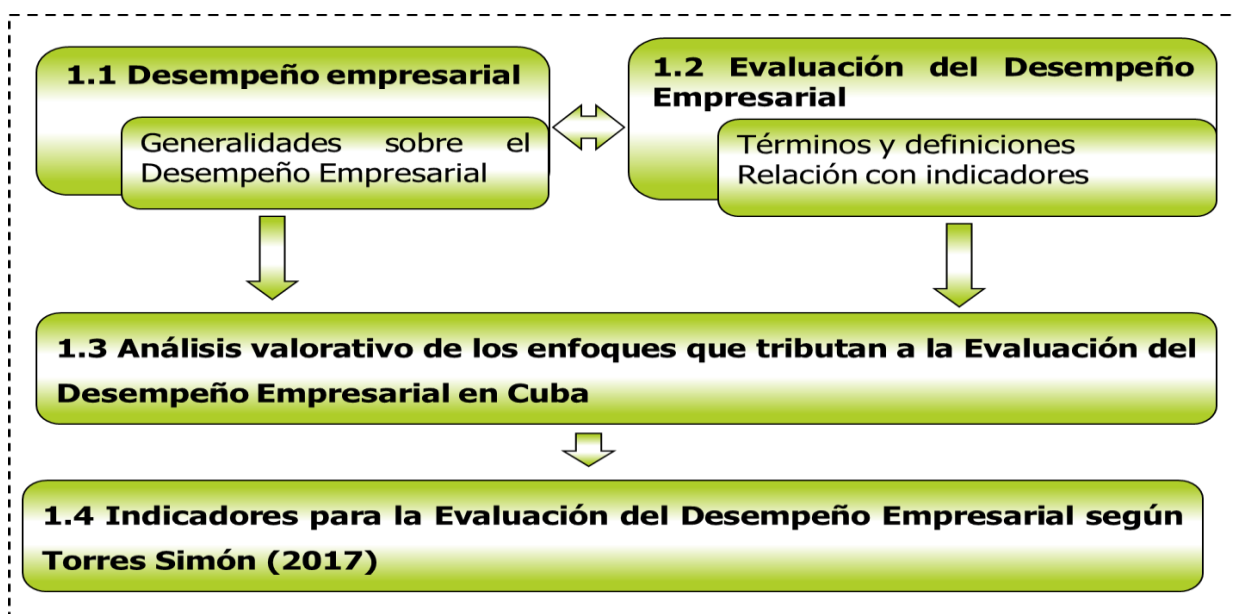 1.1 Desempeño empresarial
Generalidades sobre el
Desempeño Empresarial
1.2 Evaluación del Desempeño
Empresarial
Términos y definiciones
Relación con indicadores
1.3 Análisis valorativo de los enfoques que tributan a la Evaluación del
Desempeño Empresarial en Cuba
1.4 Indicadores para la Evaluación del Desempeño Empresarial según
Torres Simón (2017)